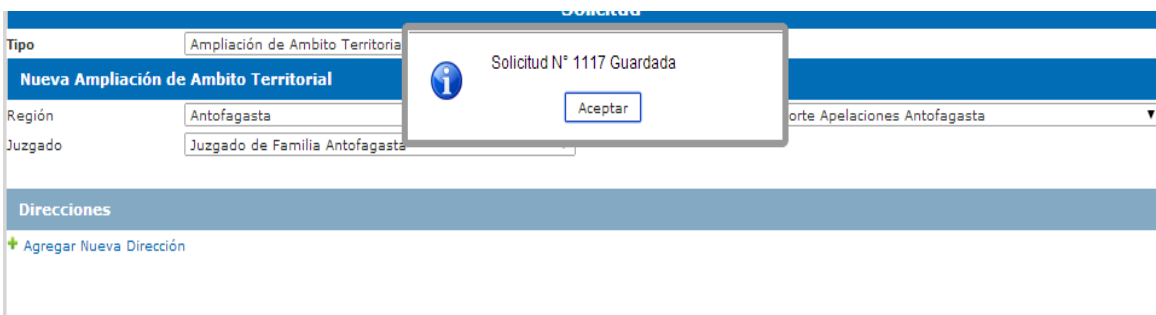 Solicitud
Tipo Ampliación de Ambito Territoria
Solicitud N° 1117 Guardada
Aceptar
Nueva Ampliación de Ambito Territorial
Región Antofagasta orte Apelaciones Antofagasta
Juzgado Juzgado de Familia Antofagasta
Direcciones
Agregar Nueva Dirección